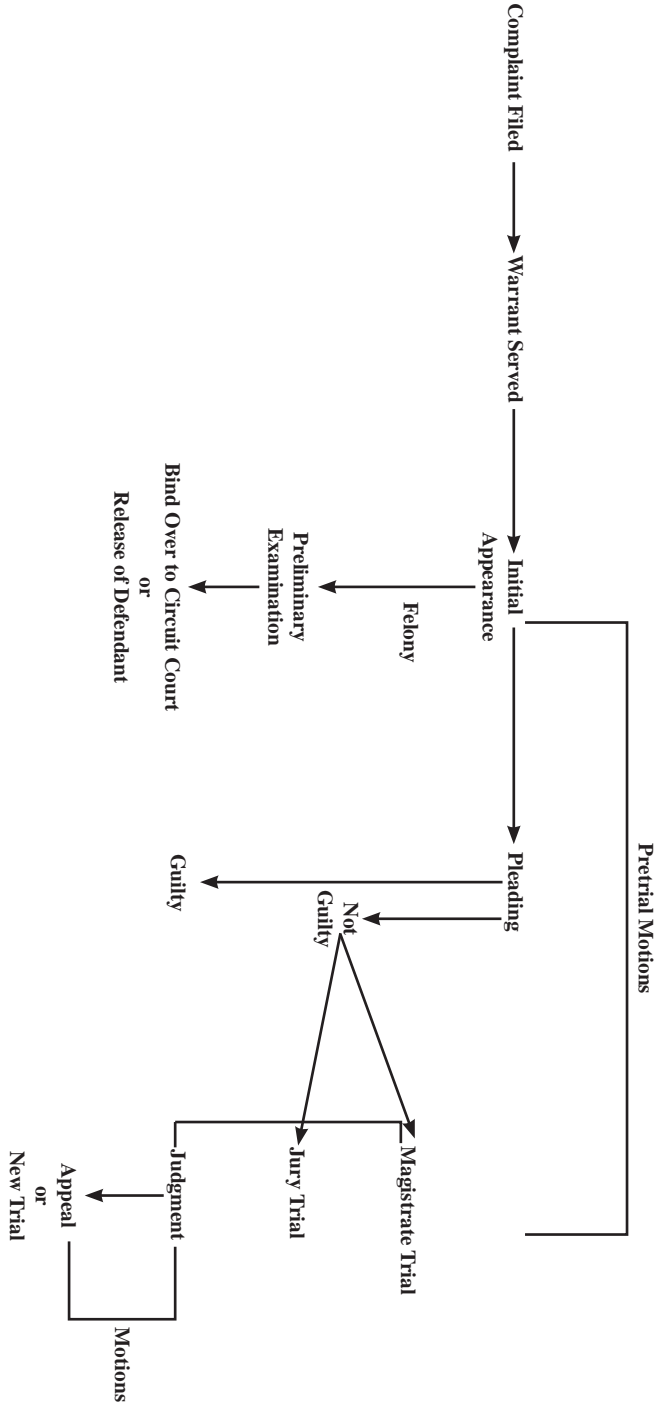 Pretrial Motions
Complaint Filed
Warrant Served
Initial
Appearance
Felony
Preliminary
Examination
Bind Over to Circuit Court
or
Release of Defendant
Pleading
Not
Guilty
Guilty
Magistrate Trial
Jury Trial
Judgment
Appeal
or
New Trial
Motions